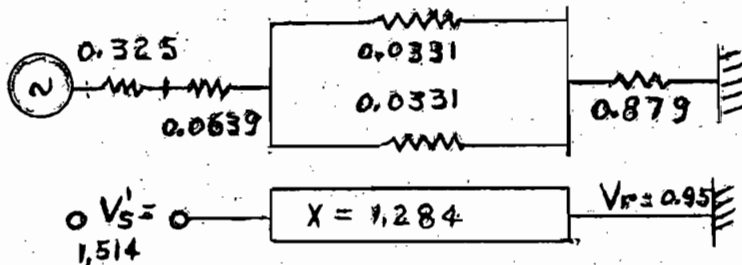 0.325
0.0331
0.0331
0.0639
0.879
~
V's = 1,514
X = 1,284
Vr = 0.95